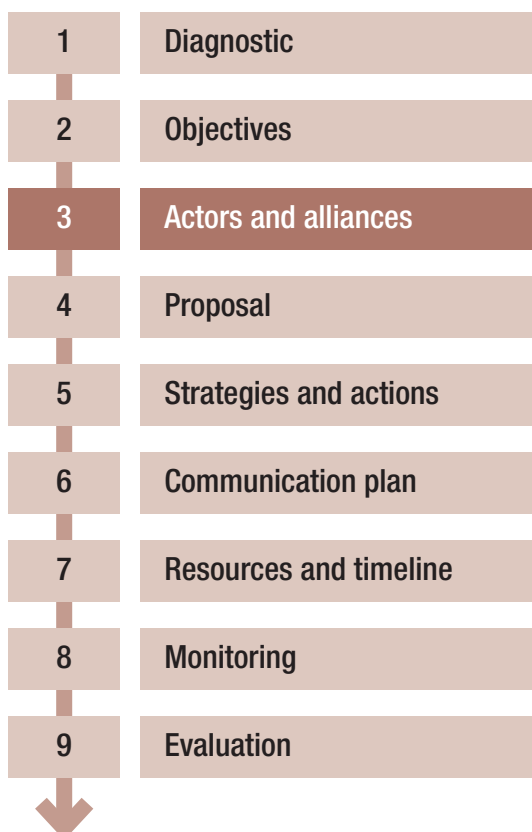 1 Diagnostic
2 Objectives
3 Actors and alliances
4 Proposal
5 Strategies and actions
6 Communication plan
7 Resources and timeline
8 Monitoring
9 Evaluation